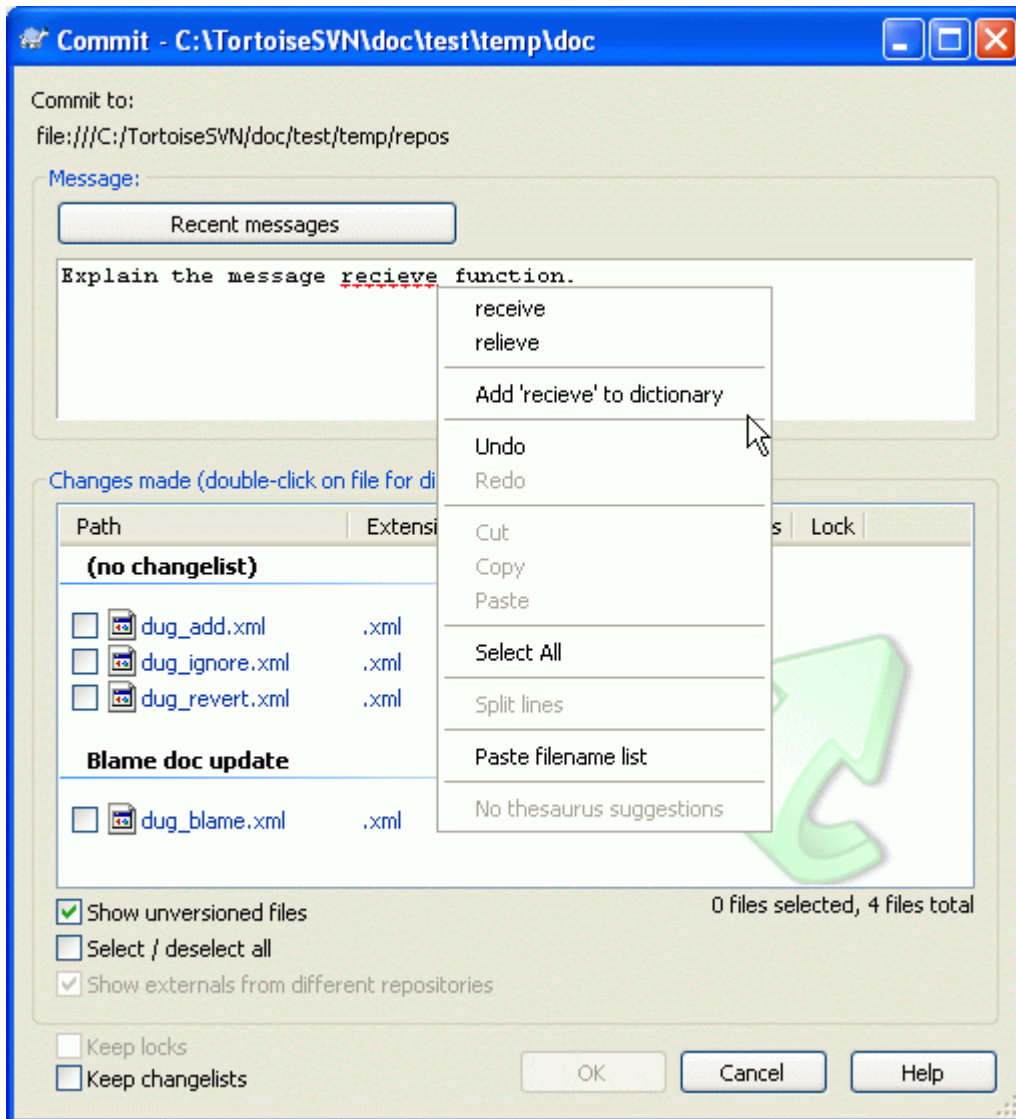 Commit - C:\TortoiseSVN\doc\test\temp\doc
Commit to:
file:///C:/TortoiseSVN/doc/test/temp/repos
Message:
Recent messages
Explain the message recieve function.
receive
relieve
Add 'recieve' to dictionary
Undo
Redo
Cut
Copy
Paste
Select All
Split lines
Paste filename list
No thesaurus suggestions
Changes made (double-click on file for
Path Lock
(no changelist)
dug_add.xml .xml
dug_ignore.xml .xml
dug_revert.xml .xml
Blame doc update
dug_blame.xml .xml
Show unversioned files 0 files selected, 4 files total
Select / deselect all
Show externals from different repositories
Keep locks
Keep changelists OK Cancel Help